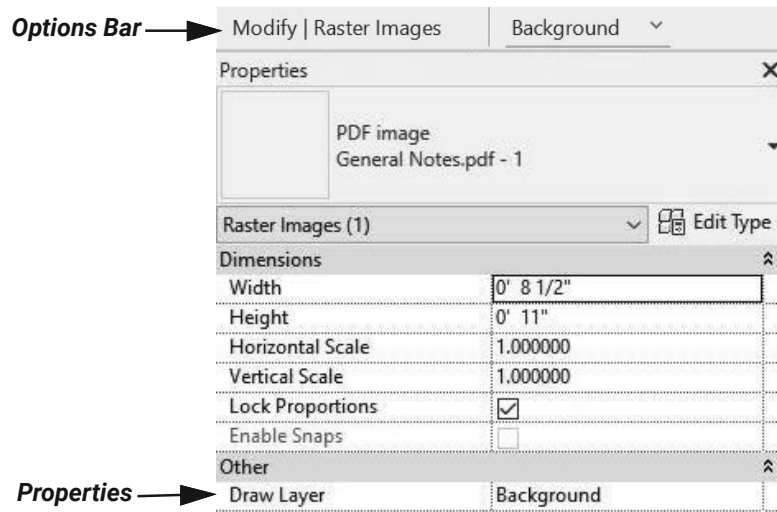 Options Bar Modify | Raster Images Background
Properties
PDF image
General Notes.pdf - 1
Raster Images (1) Edit Type
Dimensions
Width 0' 8 1/2"
Height 0' 11"
Horizontal Scale 1.000000
Vertical Scale 1.000000
Lock Proportions
Enable Snaps
Other
Properties Draw Layer Background